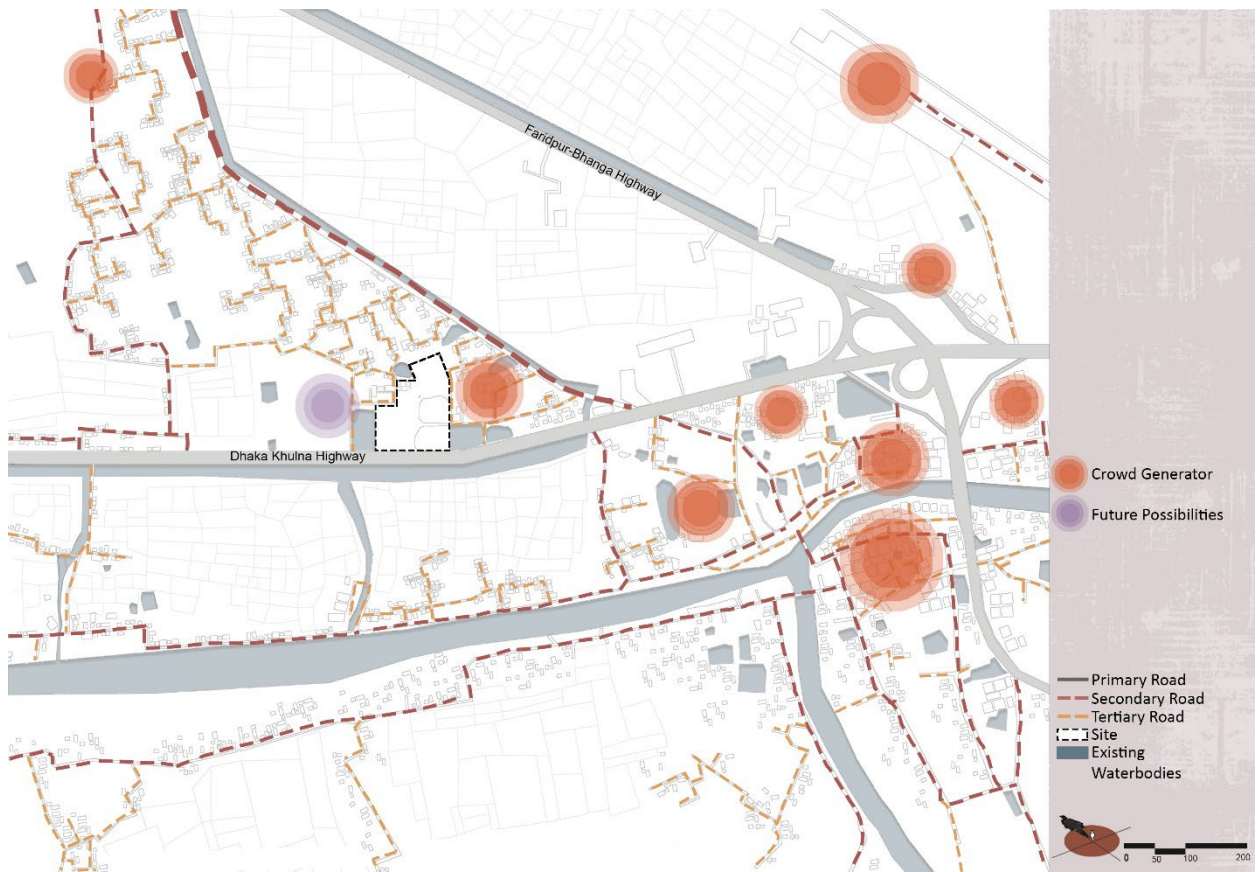 Faridpur-Bhanga Highway
Dhaka Khulna Highway
Crowd Generator
Future Possibilities
Primary Road
Secondary Road
Tertiary Road
Site
Existing
Waterbodies
0 50 100 200